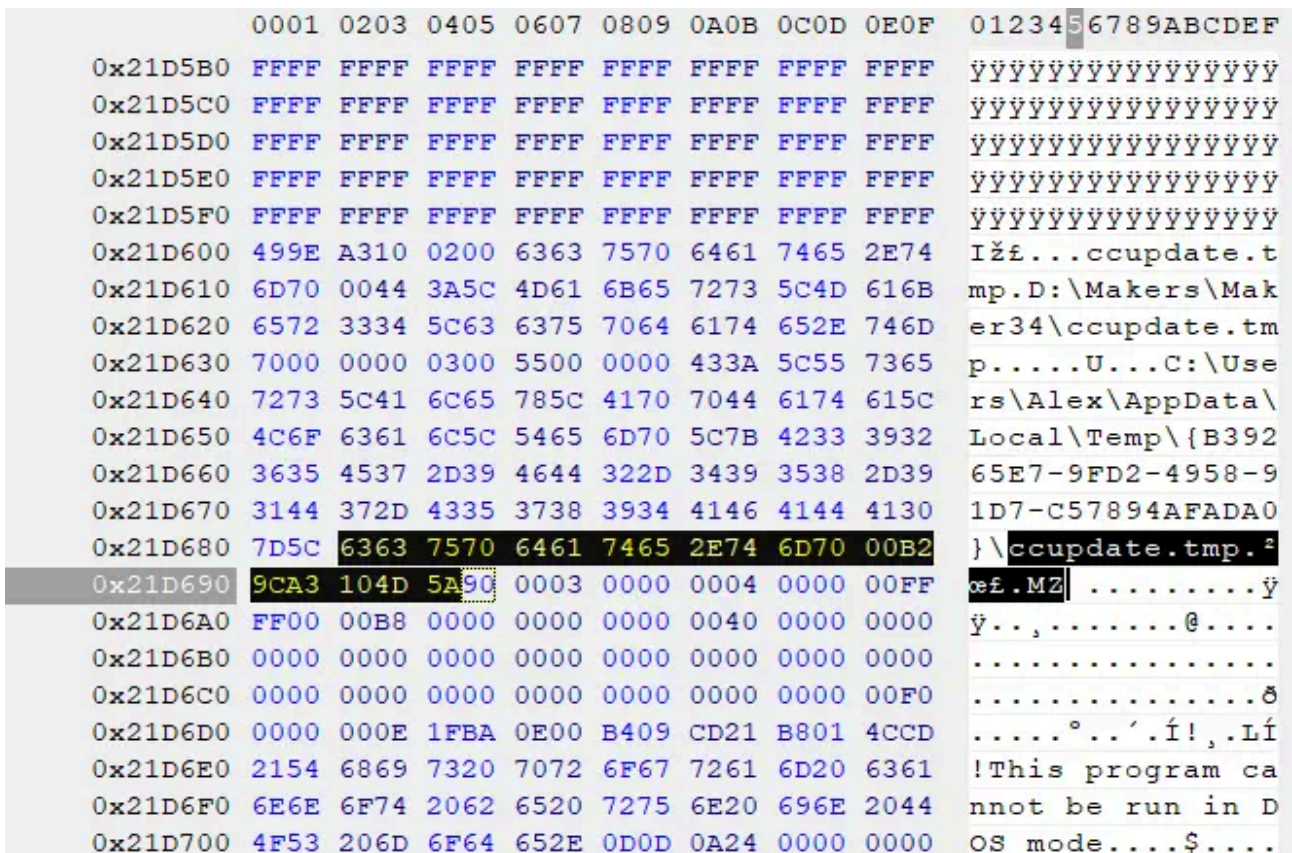 0001 0203 0405 0607 0809 0A0B 0C0D 0E0F 0123456789ABCDEF
0x21D5B0 FFFF FFFF FFFF FFFF FFFF FFFF FFFF FFFF ÿÿÿÿÿÿÿÿÿÿÿÿÿÿÿÿ
0x21D5C0 FFFF FFFF FFFF FFFF FFFF FFFF FFFF FFFF ÿÿÿÿÿÿÿÿÿÿÿÿÿÿÿÿ
0x21D5D0 FFFF FFFF FFFF FFFF FFFF FFFF FFFF FFFF ÿÿÿÿÿÿÿÿÿÿÿÿÿÿÿÿ
0x21D5E0 FFFF FFFF FFFF FFFF FFFF FFFF FFFF FFFF ÿÿÿÿÿÿÿÿÿÿÿÿÿÿÿÿ
0x21D5F0 FFFF FFFF FFFF FFFF FFFF FFFF FFFF FFFF ÿÿÿÿÿÿÿÿÿÿÿÿÿÿÿÿ
0x21D600 499E A310 0200 6363 7570 6461 7465 2E74 Iž£...ccupdate.t
0x21D610 6D70 0044 3A5C 4D61 6B65 7273 5C4D 616B mp.D:\Makers\Mak
0x21D620 6572 3334 5C63 6375 7064 6174 652E 746D er34\ccupdate.tm
0x21D630 7000 0000 0300 5500 0000 433A 5C55 7365 p.....U...C:\Use
0x21D640 7273 5C41 6C65 785C 4170 7044 6174 615C rs\Alex\AppData\
0x21D650 4C6F 6361 6C5C 5465 6D70 5C7B 4233 3932 Local\Temp\{B392
0x21D660 3635 4537 2D39 4644 322D 3439 3538 2D39 65E7-9FD2-4958-9
0x21D670 3144 372D 4335 3738 3934 4146 4144 4130 1D7-C57894AFADA0
0x21D680 7D5C 6363 7570 6461 7465 2E74 6D70 00B2 }\ccupdate.tmp.²
0x21D690 9CA3 104D 5A90 0003 0000 0004 0000 00FF œ£.MZ .........ÿ
0x21D6A0 FF00 00B8 0000 0000 0000 0040 0000 0000 ÿ..¸.......@....
0x21D6B0 0000 0000 0000 0000 0000 0000 0000 0000 ................
0x21D6C0 0000 0000 0000 0000 0000 0000 0000 00F0 ...............ð
0x21D6D0 0000 000E 1FBA 0E00 B409 CD21 B801 4CCD .....º..´.Í!¸.LÍ
0x21D6E0 2154 6869 7320 7072 6F67 7261 6D20 6361 !This program ca
0x21D6F0 6E6E 6F74 2062 6520 7275 6E20 696E 2044 nnot be run in D
0x21D700 4F53 206D 6F64 652E 0D0D 0A24 0000 0000 OS mode....$....